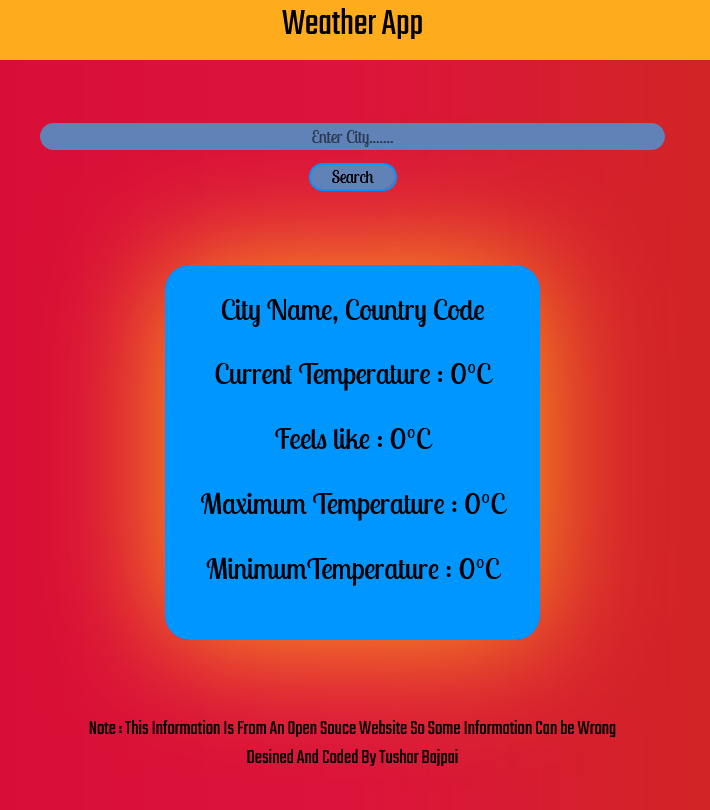 Weather App
Enter City.......
Search
City Name, Country Code
Current Temperature : 0°C
Feels like : 0°C
Maximum Temperature : 0°C
MinimumTemperature : 0°C
Note : This Information Is From An Open Souce Website So Some Information Can be Wrong
Desined And Coded By Tushar Bajpai